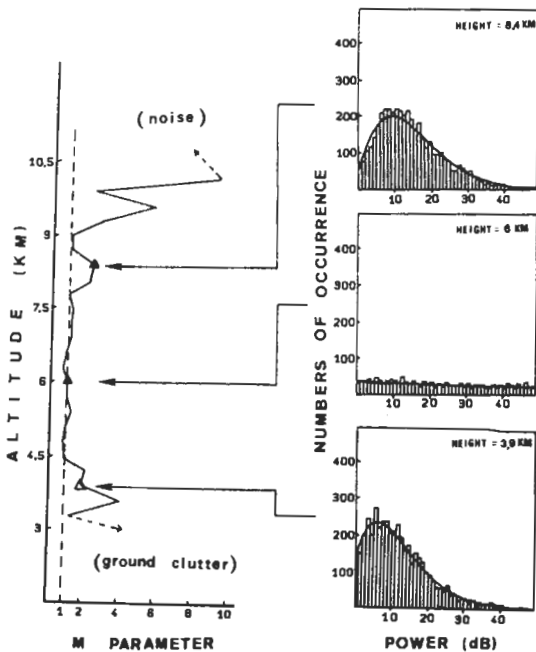 (noise)
ALTITUDE (KM)
10,5
9
7,5
6
4,5
3
(ground clutter)
1 2 4 6 10
M PARAMETER
NUMBERS OF OCCURRENCE
HEIGHT = 8,4 KM
400
300
200
100
10 20 30 40
HEIGHT = 6 KM
400
300
200
100
10 20 30 40
HEIGHT = 3,9 KM
400
300
200
100
10 20 30 40
POWER (dB)